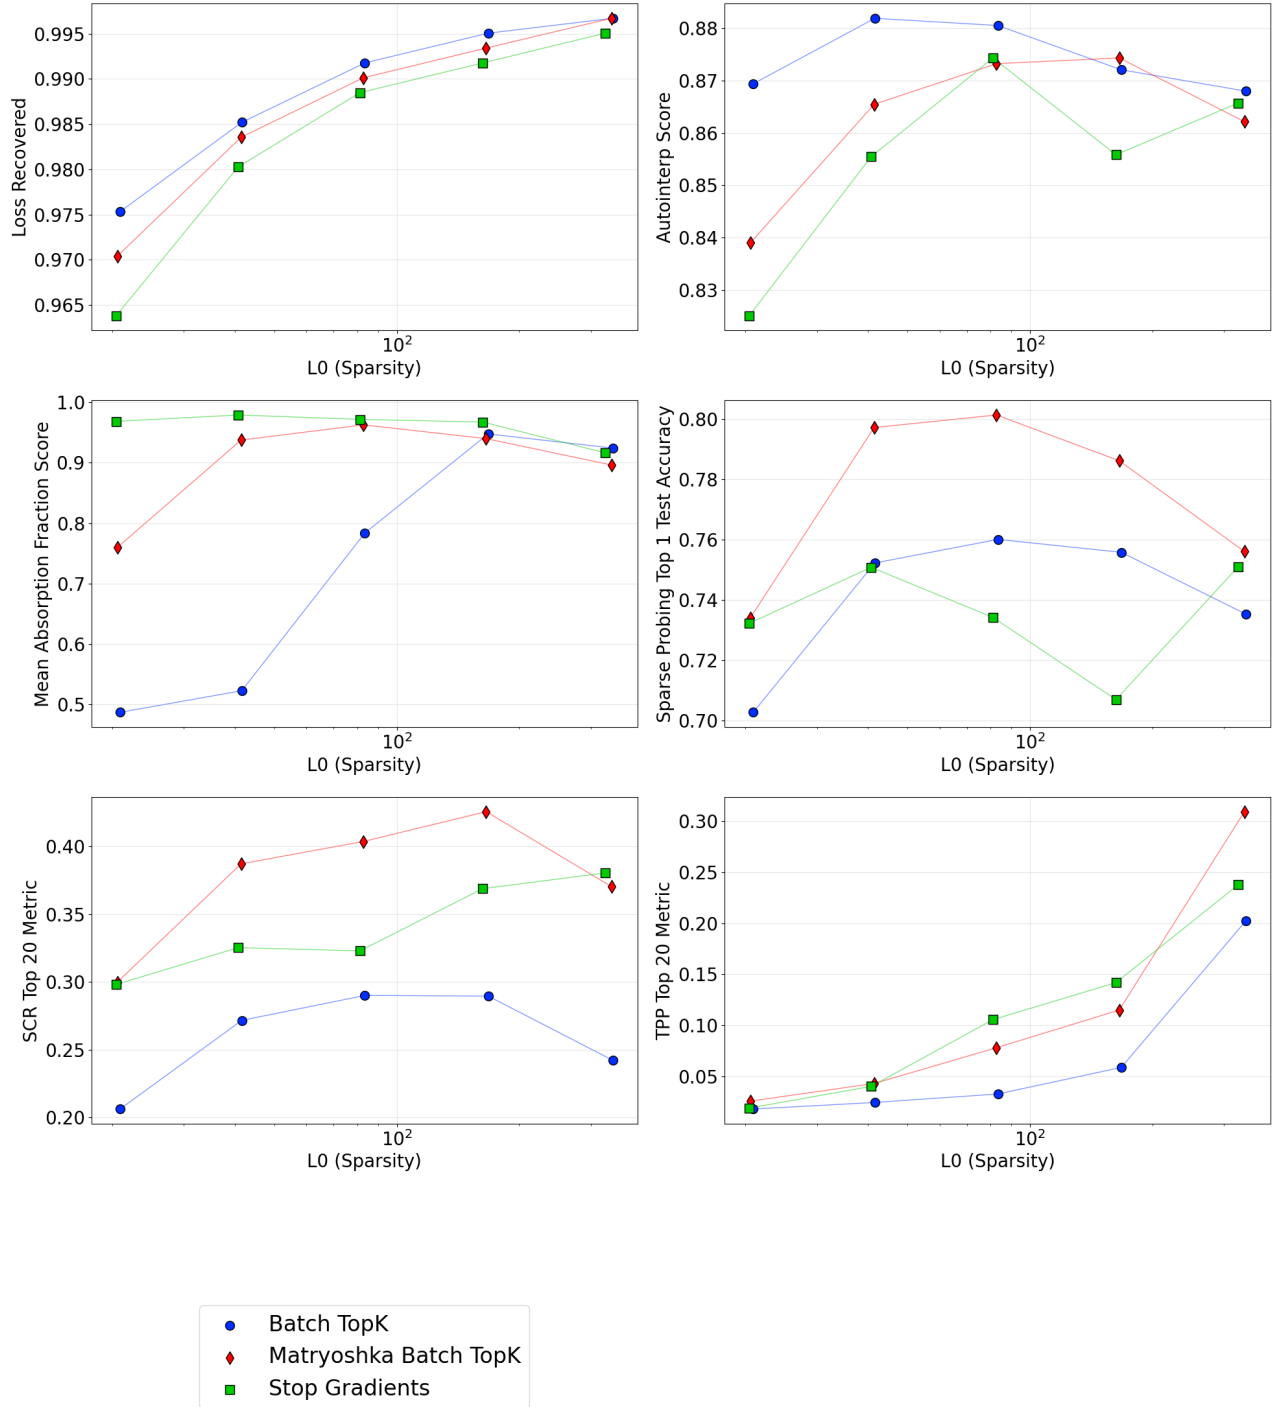 0.995
0.990
0.985
0.980
0.975
0.970
0.965
Loss Recovered
10²
L0 (Sparsity)
0.88
0.87
0.86
0.85
0.84
0.83
Autointerp Score
10²
L0 (Sparsity)
1.0
0.9
0.8
0.7
0.6
0.5
Mean Absorption Fraction Score
10²
L0 (Sparsity)
0.80
0.78
0.76
0.74
0.72
0.70
Sparse Probing Top 1 Test Accuracy
10²
L0 (Sparsity)
0.40
0.35
0.30
0.25
0.20
SCR Top 20 Metric
10²
L0 (Sparsity)
0.30
0.25
0.20
0.15
0.10
0.05
TPP Top 20 Metric
10²
L0 (Sparsity)
Batch TopK
Matryoshka Batch TopK
Stop Gradients